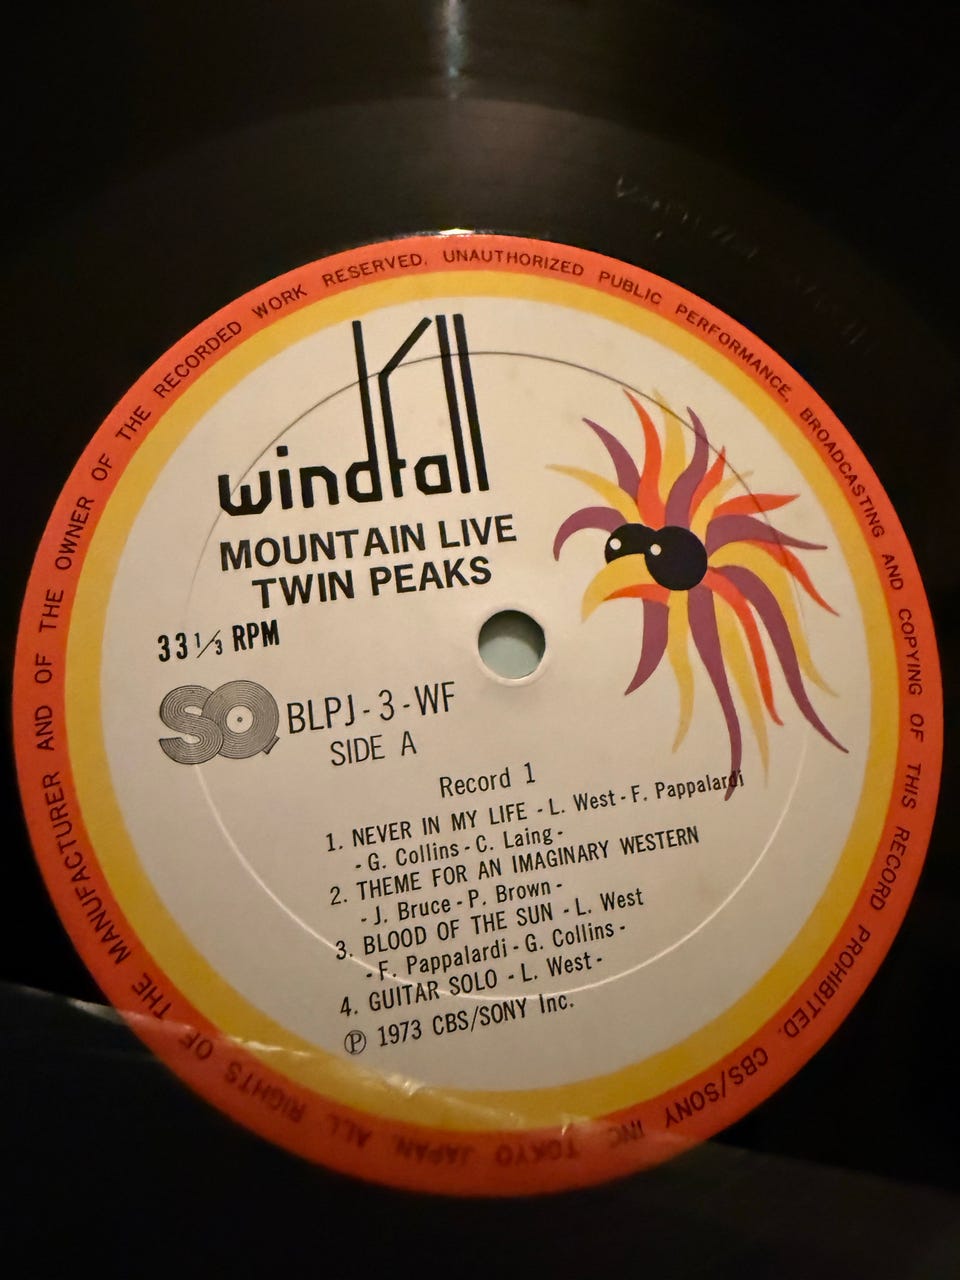 windfall
MOUNTAIN LIVE
TWIN PEAKS
33 1/3 RPM
SQ BLPJ-3-WF
SIDE A
Record 1
1. NEVER IN MY LIFE - L. West - F. Pappalardi
- G. Collins - C. Laing -
2. THEME FOR AN IMAGINARY WESTERN
- J. Bruce - P. Brown -
3. BLOOD OF THE SUN - L. West
- F. Pappalardi - G. Collins -
4. GUITAR SOLO - L. West -
Ⓟ 1973 CBS/SONY Inc.
ALL RIGHTS OF THE MANUFACTURER AND OF THE OWNER OF THE RECORDED WORK RESERVED. UNAUTHORIZED PUBLIC PERFORMANCE, BROADCASTING AND COPYING OF THIS RECORD PROHIBITED. CBS/SONY INC. TOKYO JAPAN.